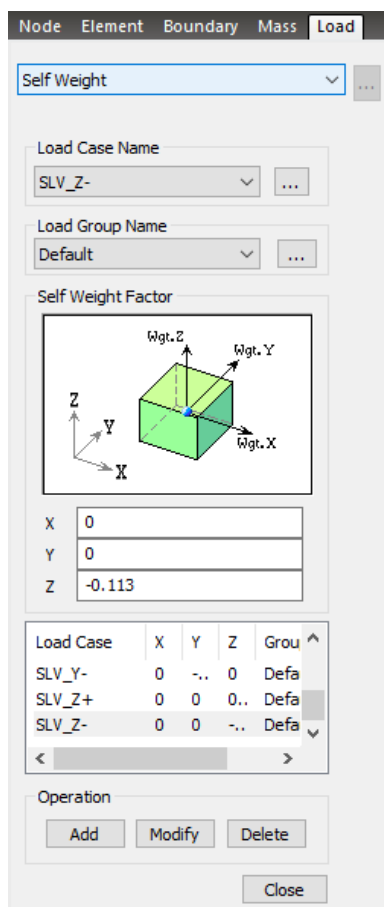 Node Element Boundary Mass Load
Self Weight
...
Load Case Name
SLV_Z-
...
Load Group Name
Default
...
Self Weight Factor
Wgt.Z
Wgt.Y
Z
Y
Wgt.X
X
X 0
Y 0
Z -0.113
Load Case X Y Z Grou
SLV_Y- 0 -.. 0 Defa
SLV_Z+ 0 0 0.. Defa
SLV_Z- 0 0 -.. Defa
Operation
Add Modify Delete
Close